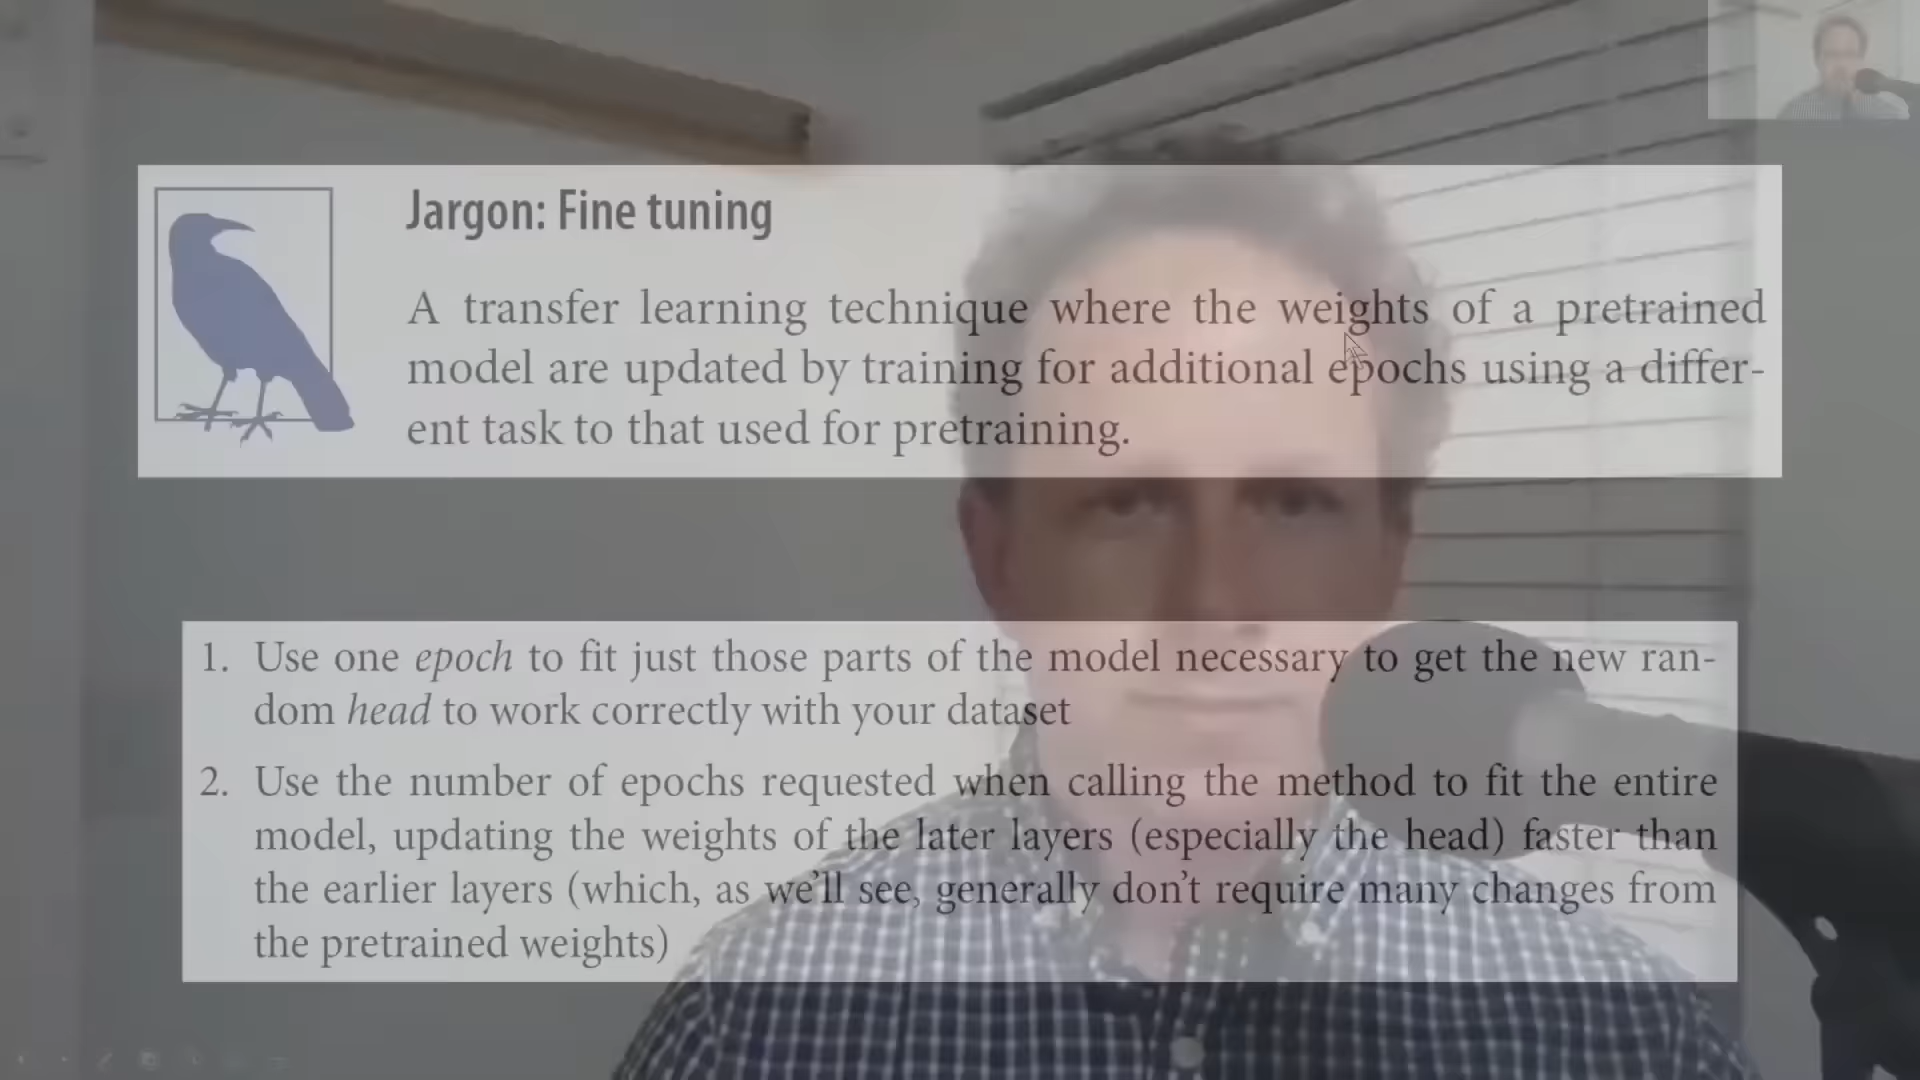 Jargon: Fine tuning
A transfer learning technique where the weights of a pretrained
model are updated by training for additional epochs using a differ-
ent task to that used for pretraining.
1. Use one epoch to fit just those parts of the model necessary to get the new ran-
dom head to work correctly with your dataset
2. Use the number of epochs requested when calling the method to fit the entire
model, updating the weights of the later layers (especially the head) faster than
the earlier layers (which, as we’ll see, generally don’t require many changes from
the pretrained weights)